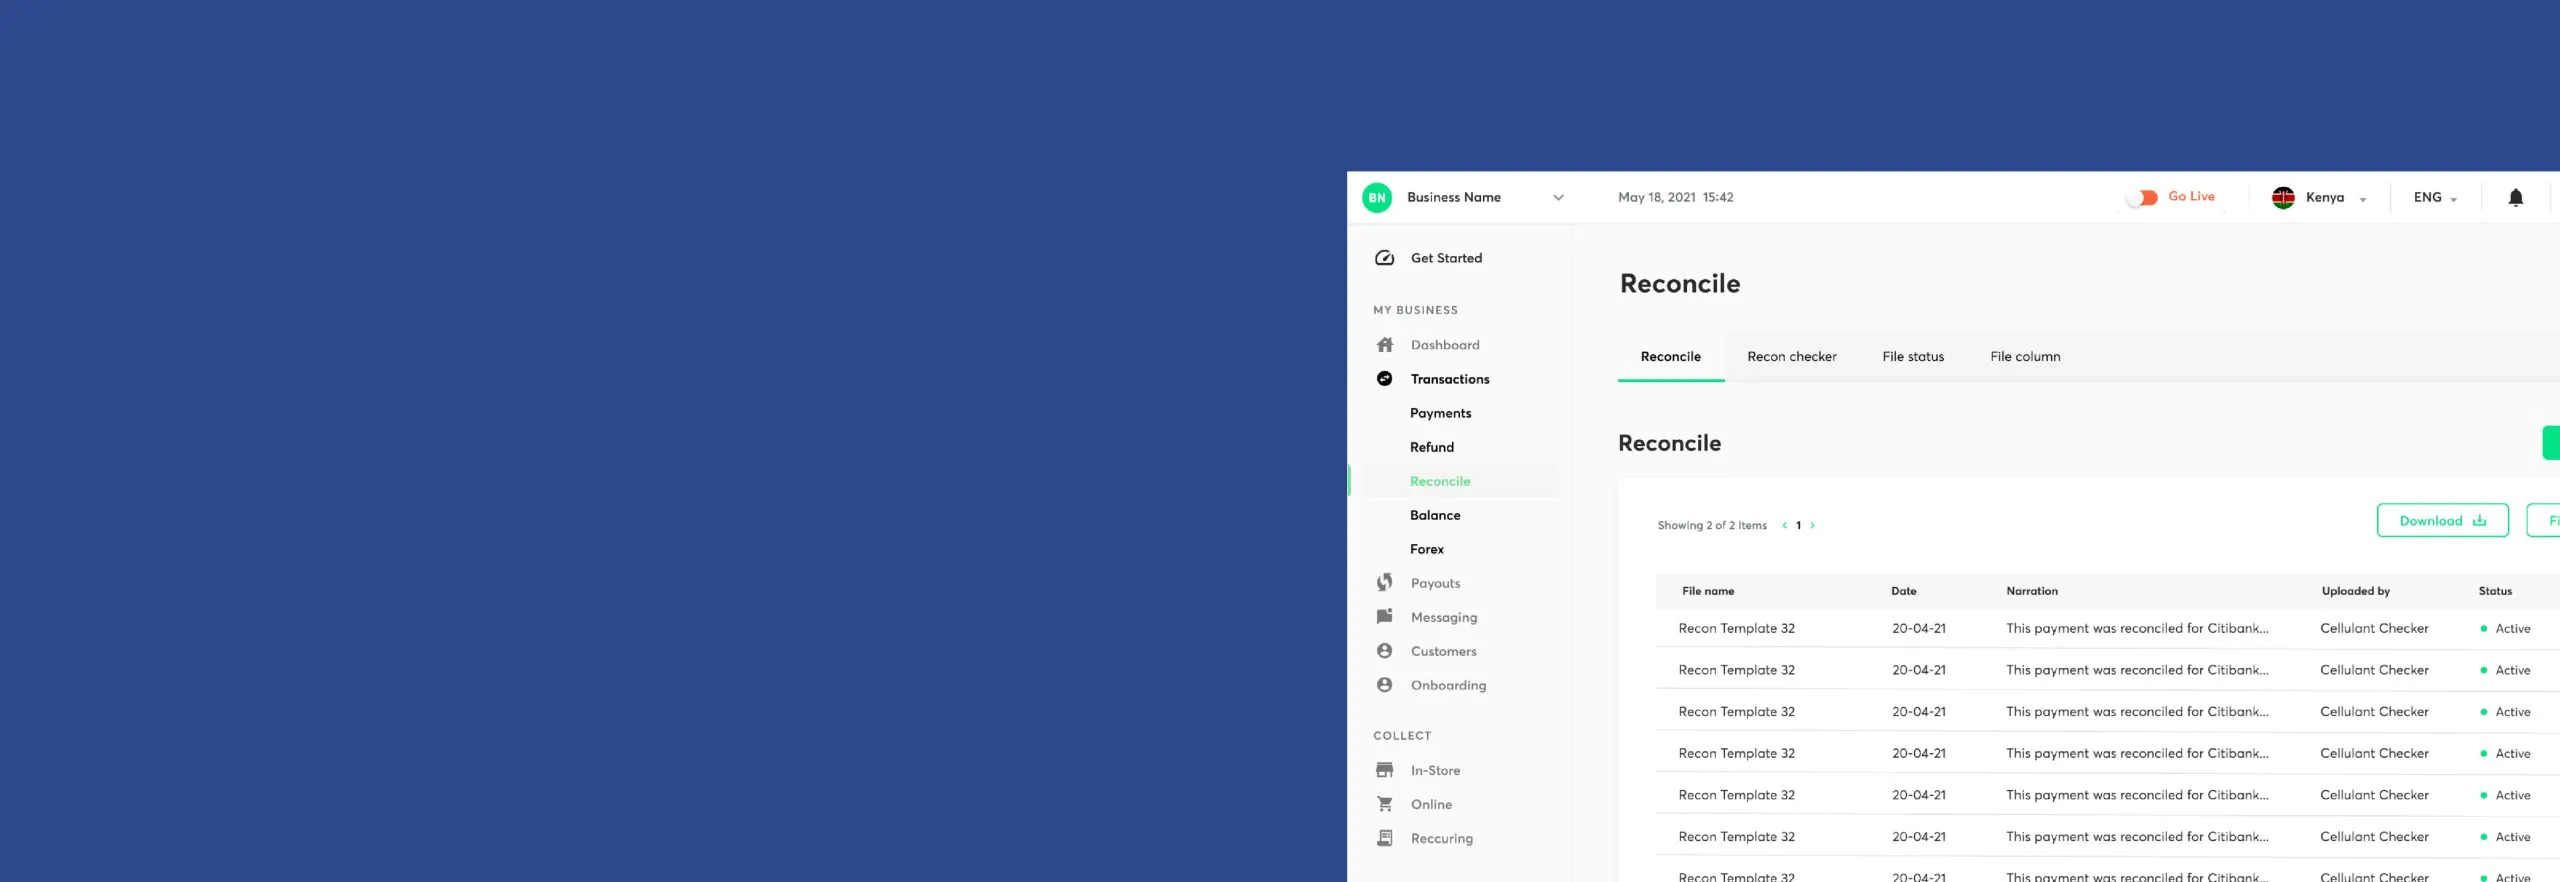 BN Business Name May 18, 2021 15:42 Go Live Kenya ENG
Get Started
MY BUSINESS
Dashboard
Transactions
Payments
Refund
Reconcile
Balance
Forex
Payouts
Messaging
Customers
Onboarding
COLLECT
In-Store
Online
Reccuring
Reconcile
Reconcile Recon checker File status File column
Reconcile
Showing 2 of 2 Items < 1 > Download
File name Date Narration Uploaded by Status
Recon Template 32 20-04-21 This payment was reconciled for Citibank... Cellulant Checker Active
Recon Template 32 20-04-21 This payment was reconciled for Citibank... Cellulant Checker Active
Recon Template 32 20-04-21 This payment was reconciled for Citibank... Cellulant Checker Active
Recon Template 32 20-04-21 This payment was reconciled for Citibank... Cellulant Checker Active
Recon Template 32 20-04-21 This payment was reconciled for Citibank... Cellulant Checker Active
Recon Template 32 20-04-21 This payment was reconciled for Citibank... Cellulant Checker Active
Recon Template 32 20-04-21 This payment was reconciled for Citibank... Cellulant Checker Active